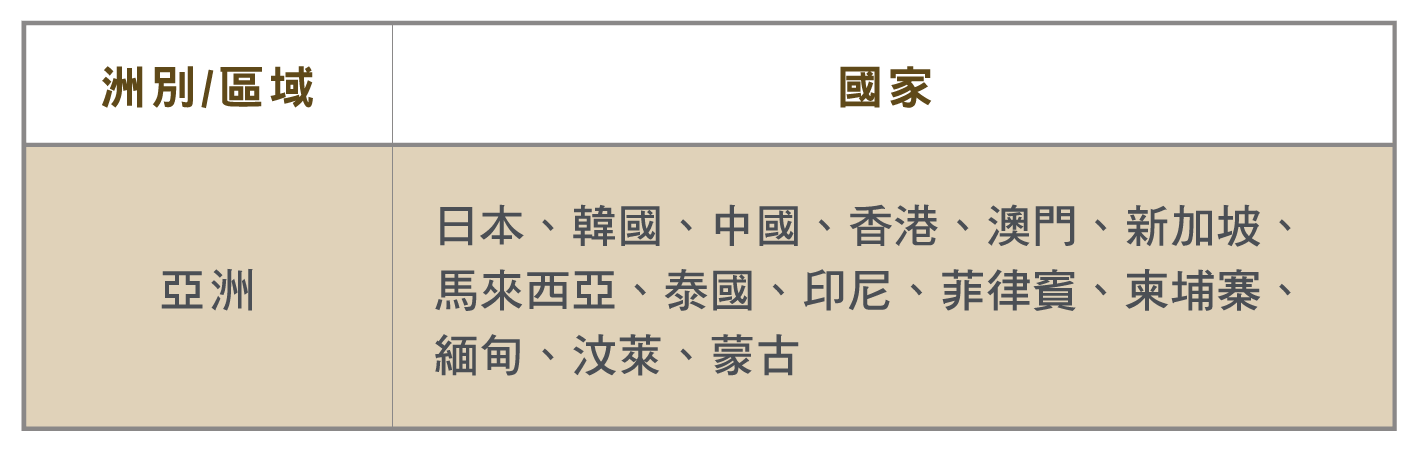 洲別/區域
國家
亞洲
日本、韓國、中國、香港、澳門、新加坡、
馬來西亞、泰國、印尼、菲律賓、柬埔寨、
緬甸、汶萊、蒙古